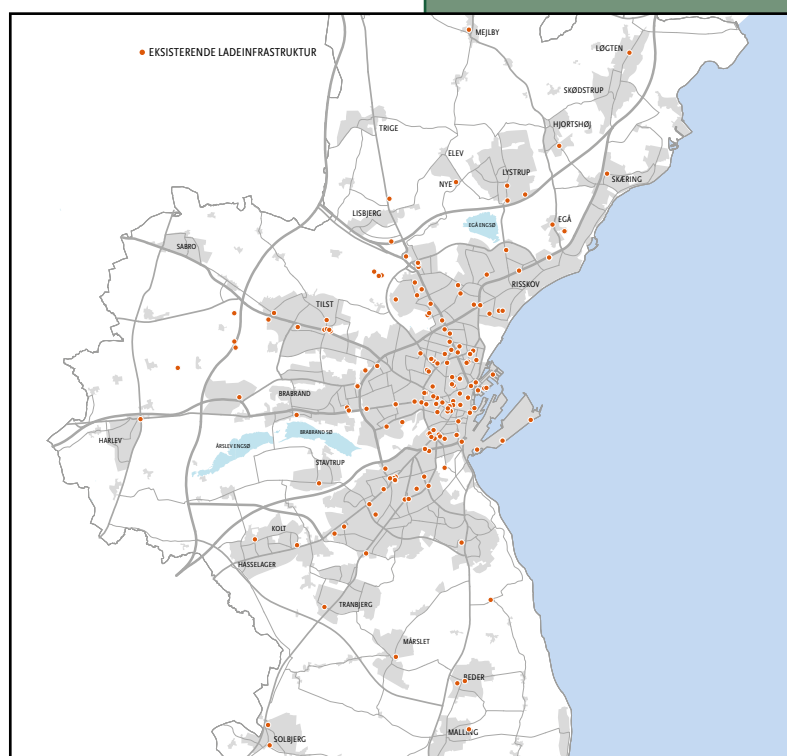 MEJLBY
EKSISTERENDE LADEINFRASTRUKTUR
LØGTEN
SKØDSTRUP
TRIGE
HJORTSHØJ
ELEV
LYSTRUP
NYE
SKÆRING
LISBJERG
EGÅ
EGÅ ENGSØ
SABRO
RISSKOV
TILST
BRABRAND
BRABRAND SØ
HARLEV
ÅRSLEV ENGSØ
STAVTRUP
KOLT
HASSELAGER
TRANBJERG
MÅRSLET
BEDER
MALLING
SOLBJERG